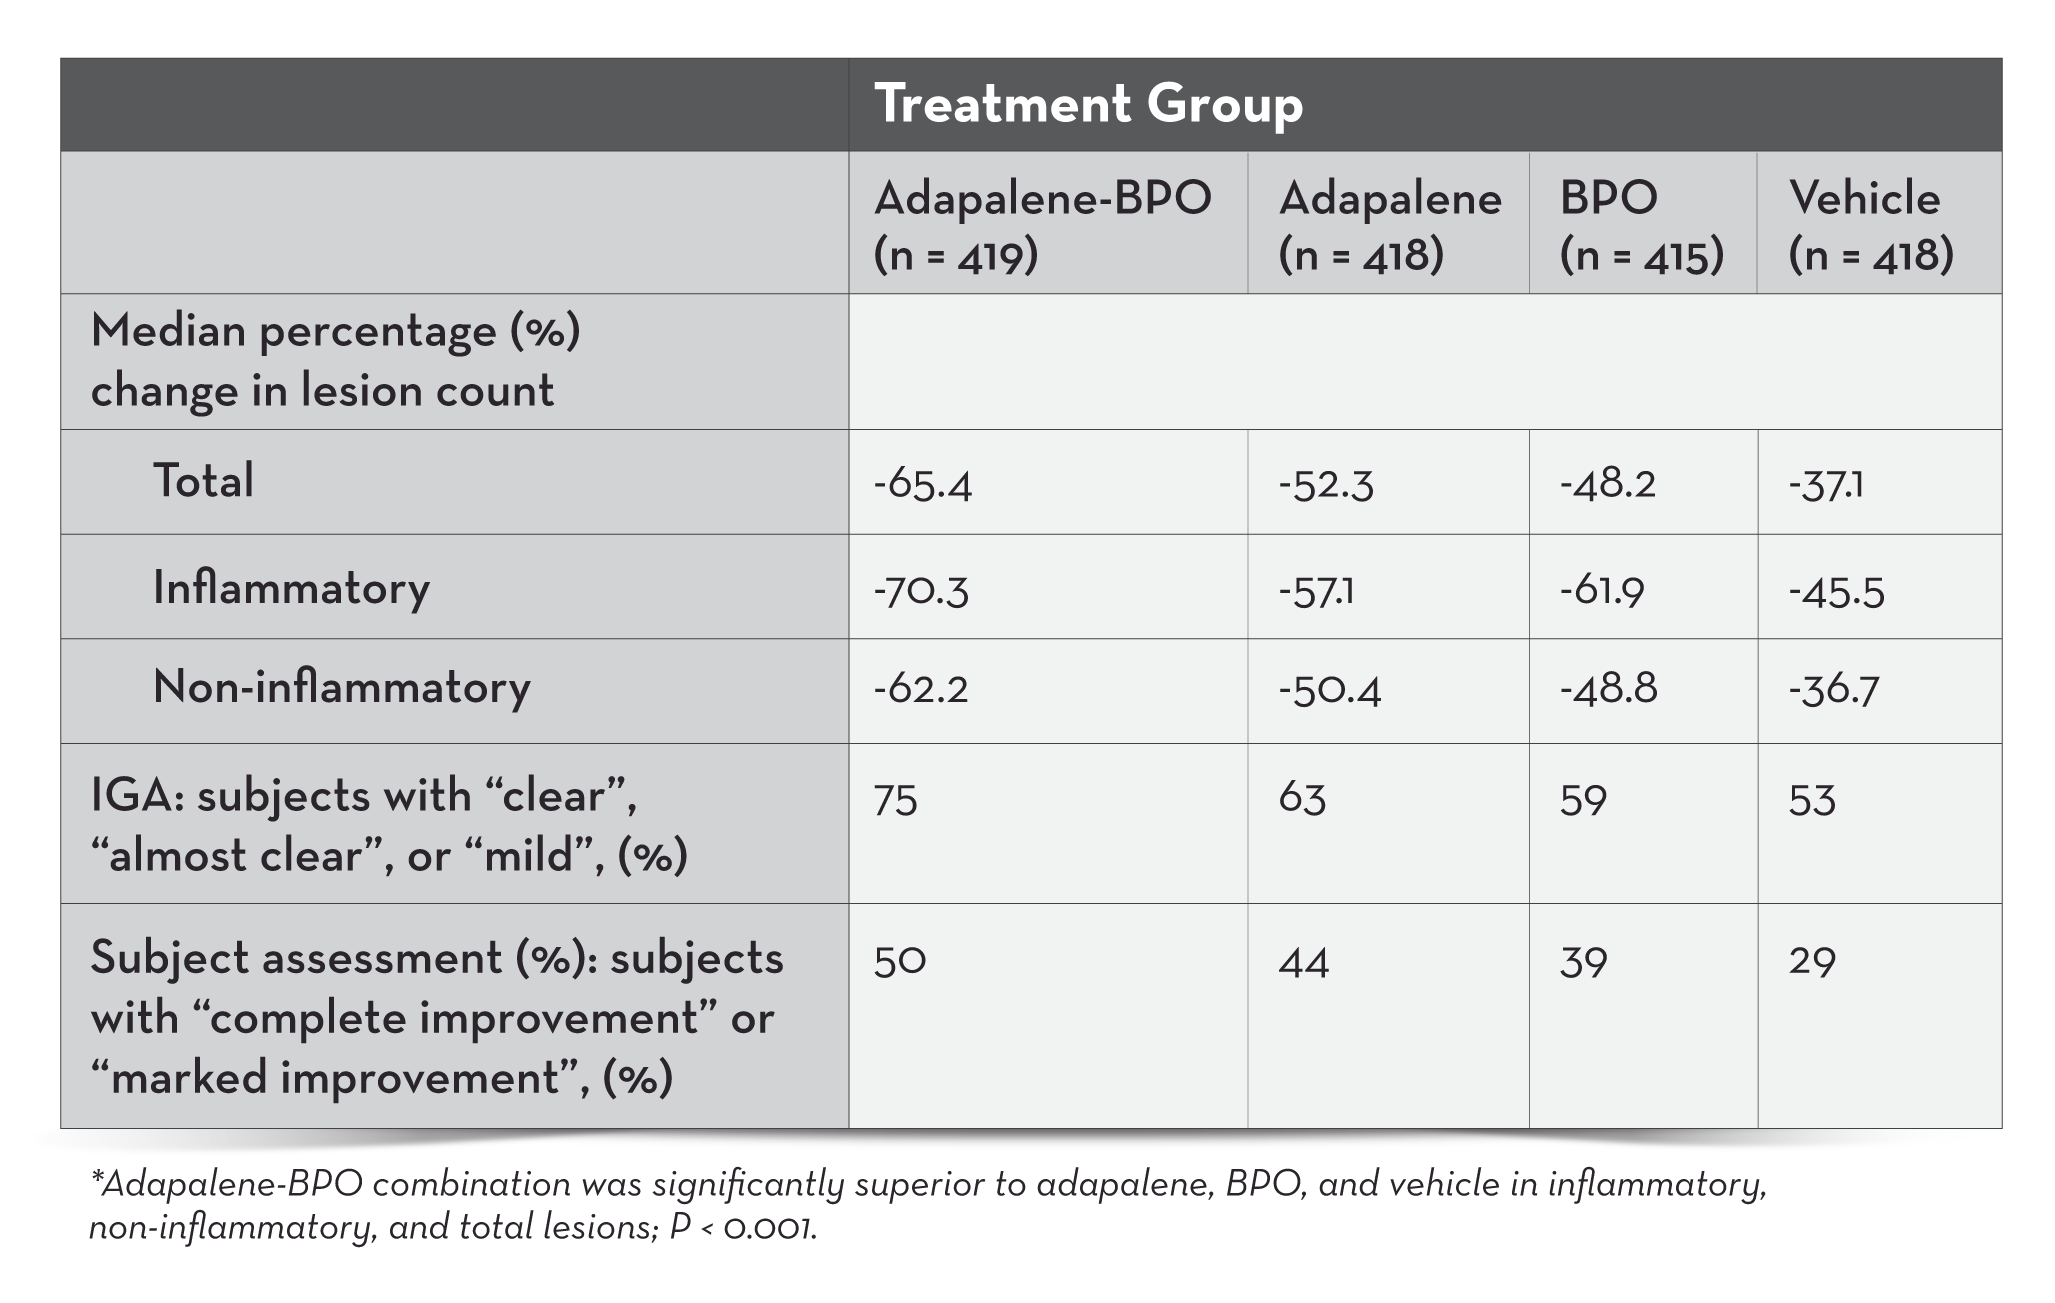 Treatment Group
Adapalene-BPO Adapalene BPO Vehicle
(n = 419) (n = 418) (n = 415) (n = 418)
Median percentage (%)
change in lesion count
Total -65.4 -52.3 -48.2 -37.1
Inflammatory -70.3 -57.1 -61.9 -45.5
Non-inflammatory -62.2 -50.4 -48.8 -36.7
IGA: subjects with “clear”, 75 63 59 53
“almost clear”, or “mild”, (%)
Subject assessment (%): subjects 50 44 39 29
with “complete improvement” or
“marked improvement”, (%)
*Adapalene-BPO combination was significantly superior to adapalene, BPO, and vehicle in inflammatory,
non-inflammatory, and total lesions; P < 0.001.